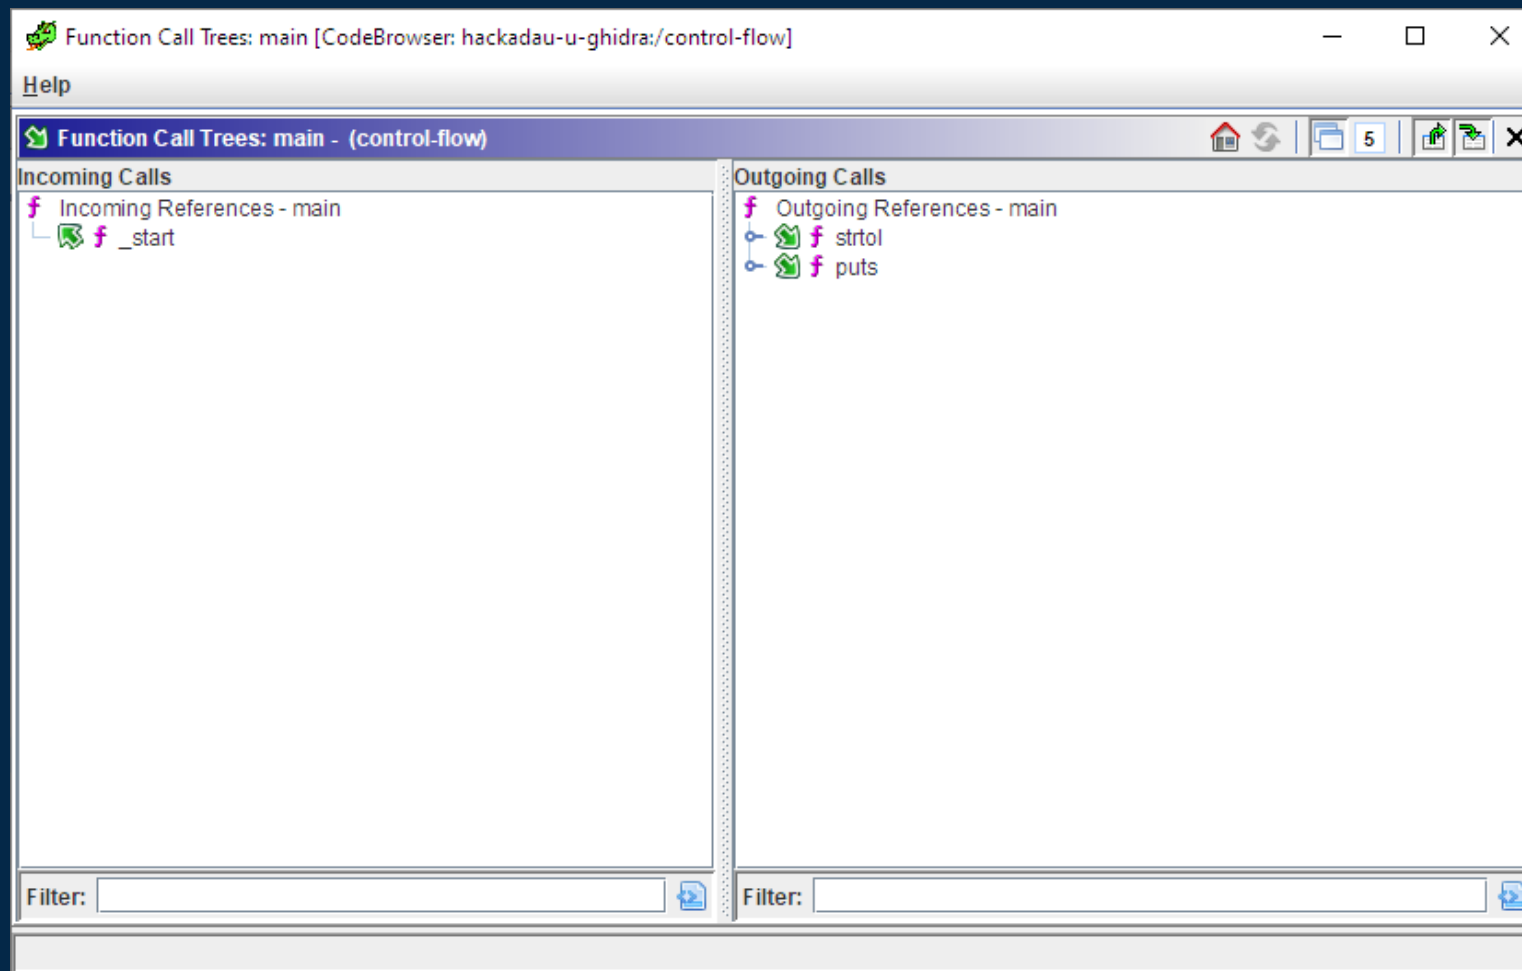 Function Call Trees: main [CodeBrowser: hackadau-u-ghidra:/control-flow]
Help
Function Call Trees: main - (control-flow)
5
Incoming Calls
Incoming References - main
f _start
Outgoing Calls
Outgoing References - main
f strtol
f puts
Filter:
Filter: